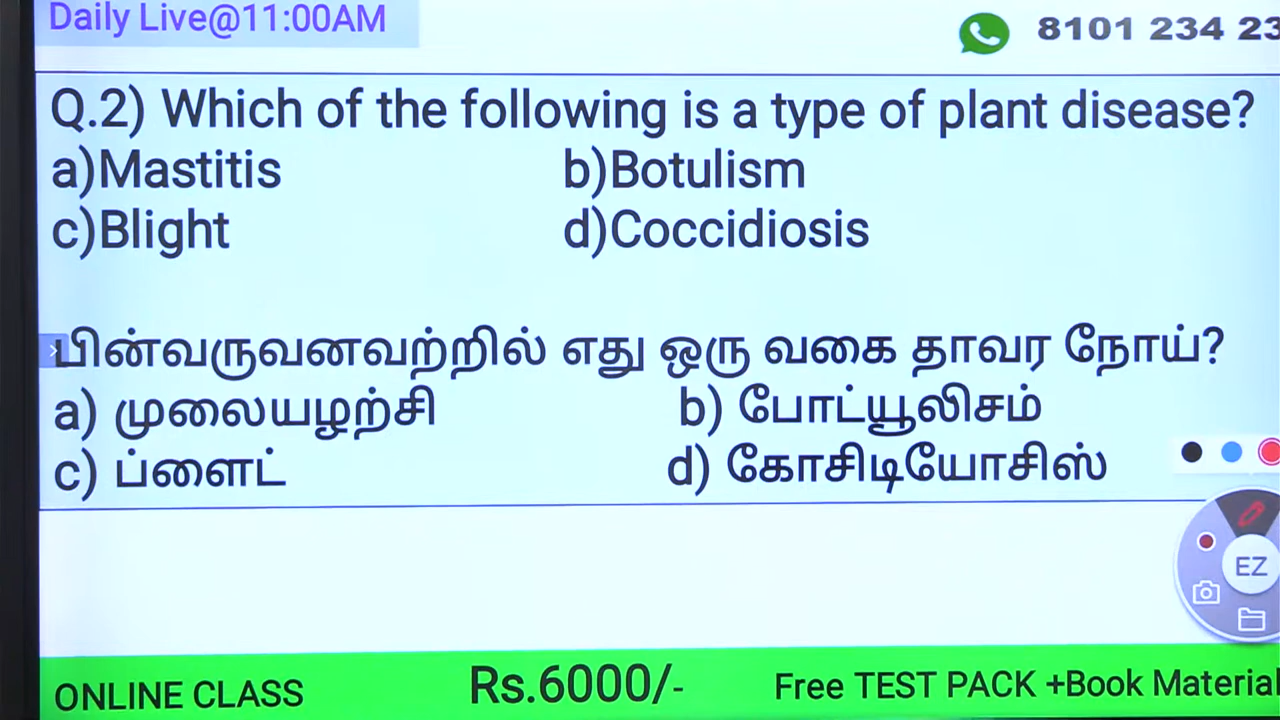 Daily Live@11:00AM
8101 234 23
Q.2) Which of the following is a type of plant disease?
a)Mastitis b)Botulism
c)Blight d)Coccidiosis
பின்வருவனவற்றில் எது ஒரு வகை தாவர நோய்?
a) முலையழற்சி b) போட்யூலிசம்
c) ப்ளைட் d) கோசிடியோசிஸ்
EZ
ONLINE CLASS Rs.6000/- Free TEST PACK +Book Material